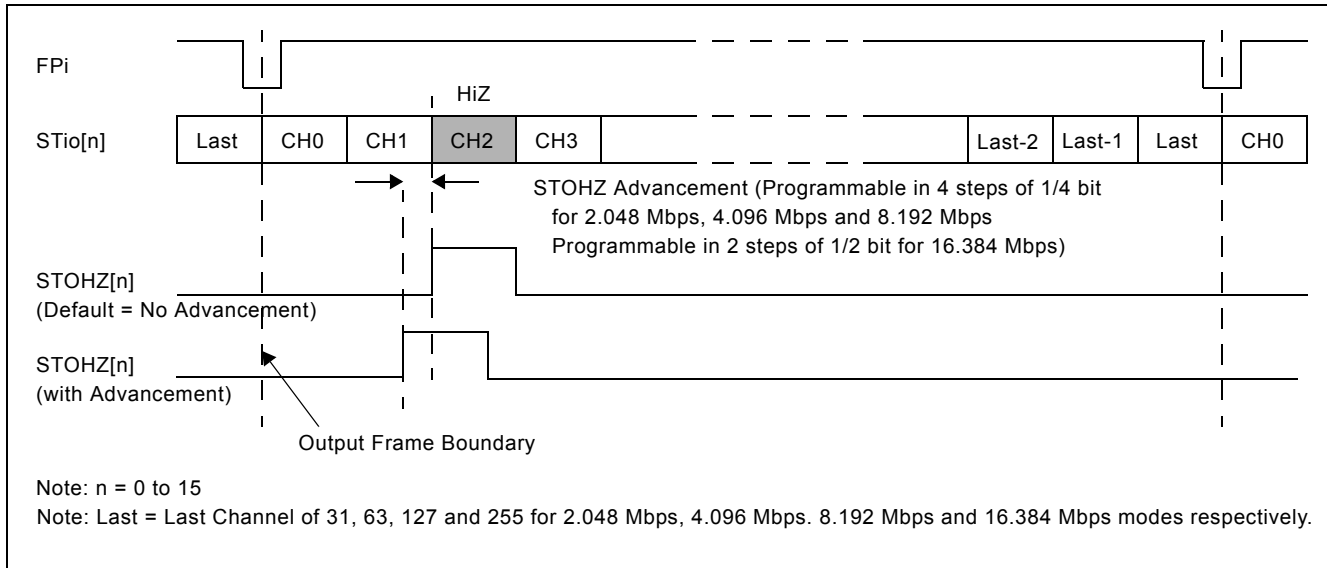 FPi
HiZ
STio[n]
Last CH0 CH1 CH2 CH3 Last-2 Last-1 Last CH0
STOHZ Advancement (Programmable in 4 steps of 1/4 bit
for 2.048 Mbps, 4.096 Mbps and 8.192 Mbps
Programmable in 2 steps of 1/2 bit for 16.384 Mbps)
STOHZ[n]
(Default = No Advancement)
STOHZ[n]
(with Advancement)
Output Frame Boundary
Note: n = 0 to 15
Note: Last = Last Channel of 31, 63, 127 and 255 for 2.048 Mbps, 4.096 Mbps. 8.192 Mbps and 16.384 Mbps modes respectively.